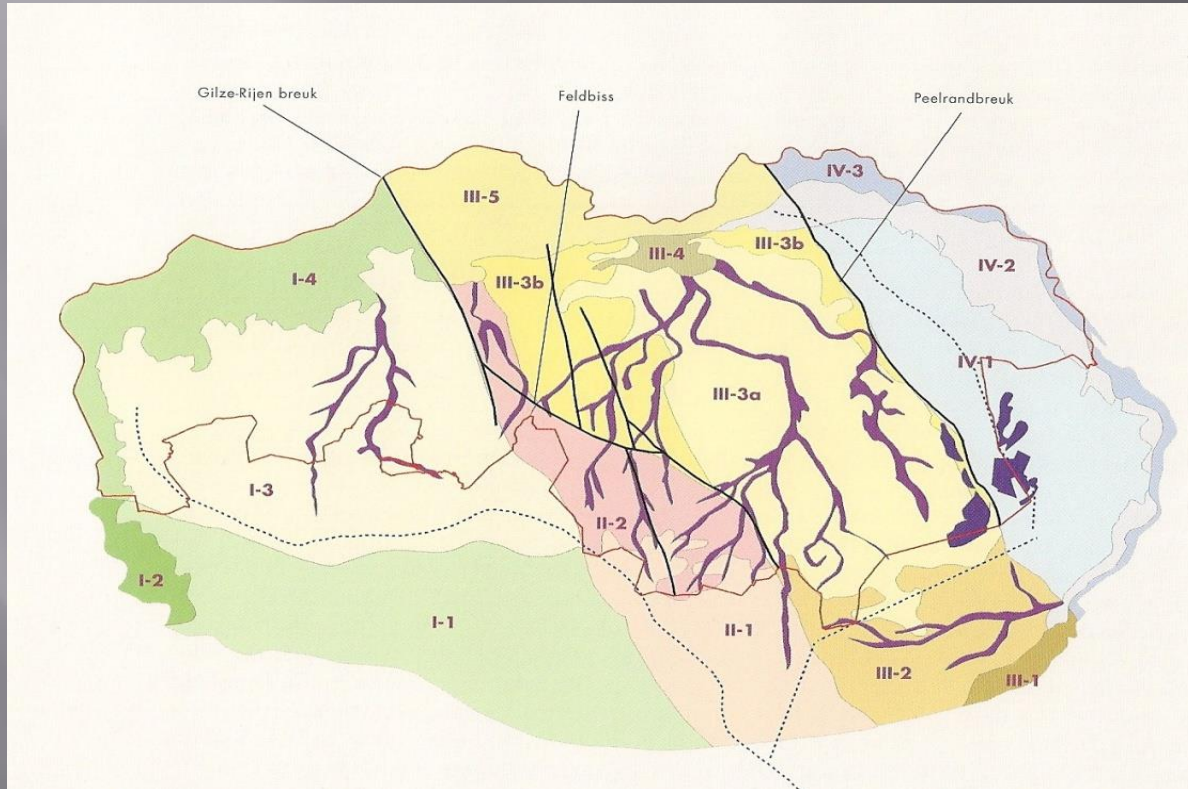 Gilze-Rijen breuk
Feldbiss
Peelrandbreuk
IV-3
III-5
III-3b
III-4
IV-2
I-4
III-3b
IV-1
III-3a
I-3
II-2
I-2
I-1
II-1
III-2
III-1